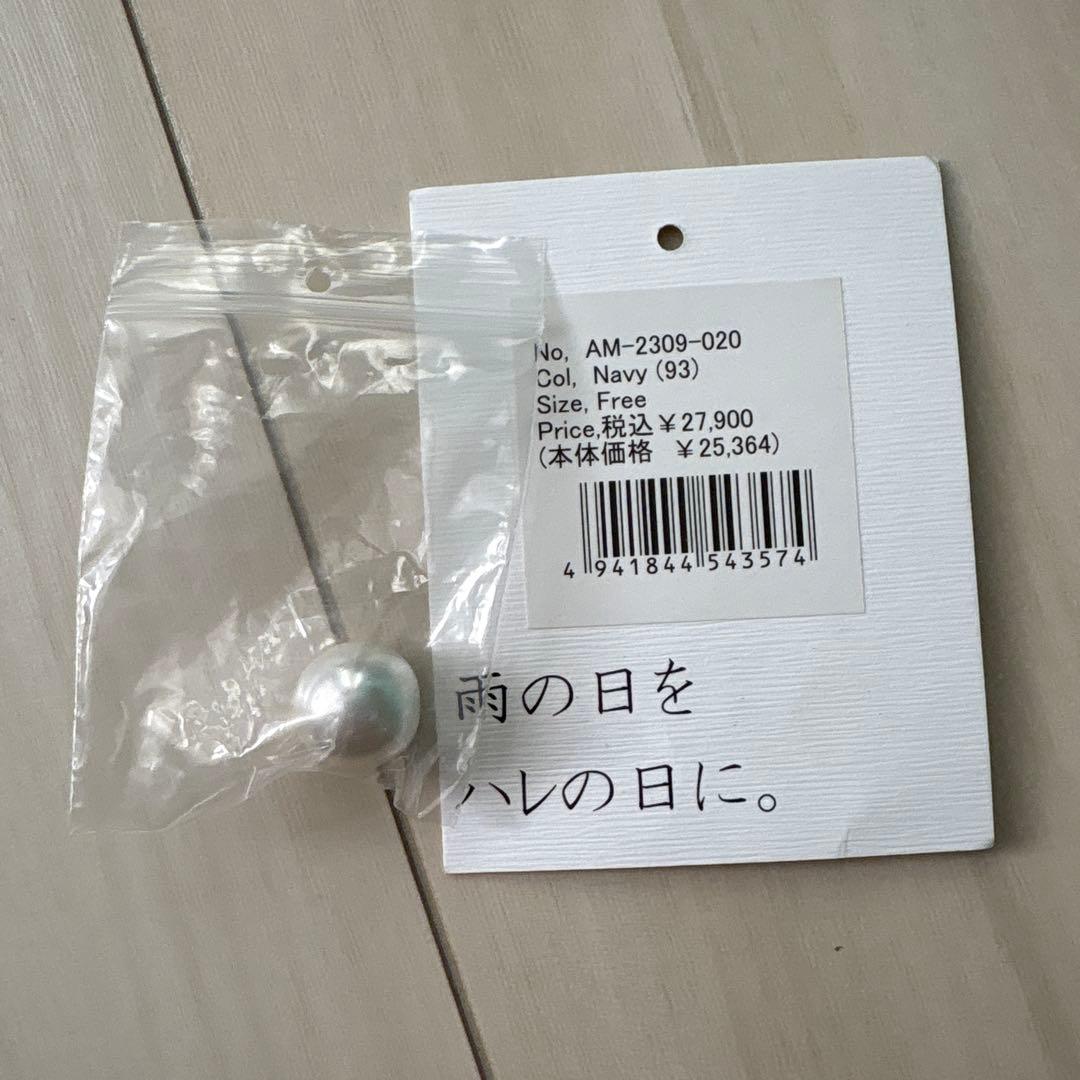 No, AM-2309-020
Col, Navy (93)
Size, Free
Price,税込￥27,900
(本体価格 ￥25,364)
4 941844 543574
雨の日を
ハレの日に。